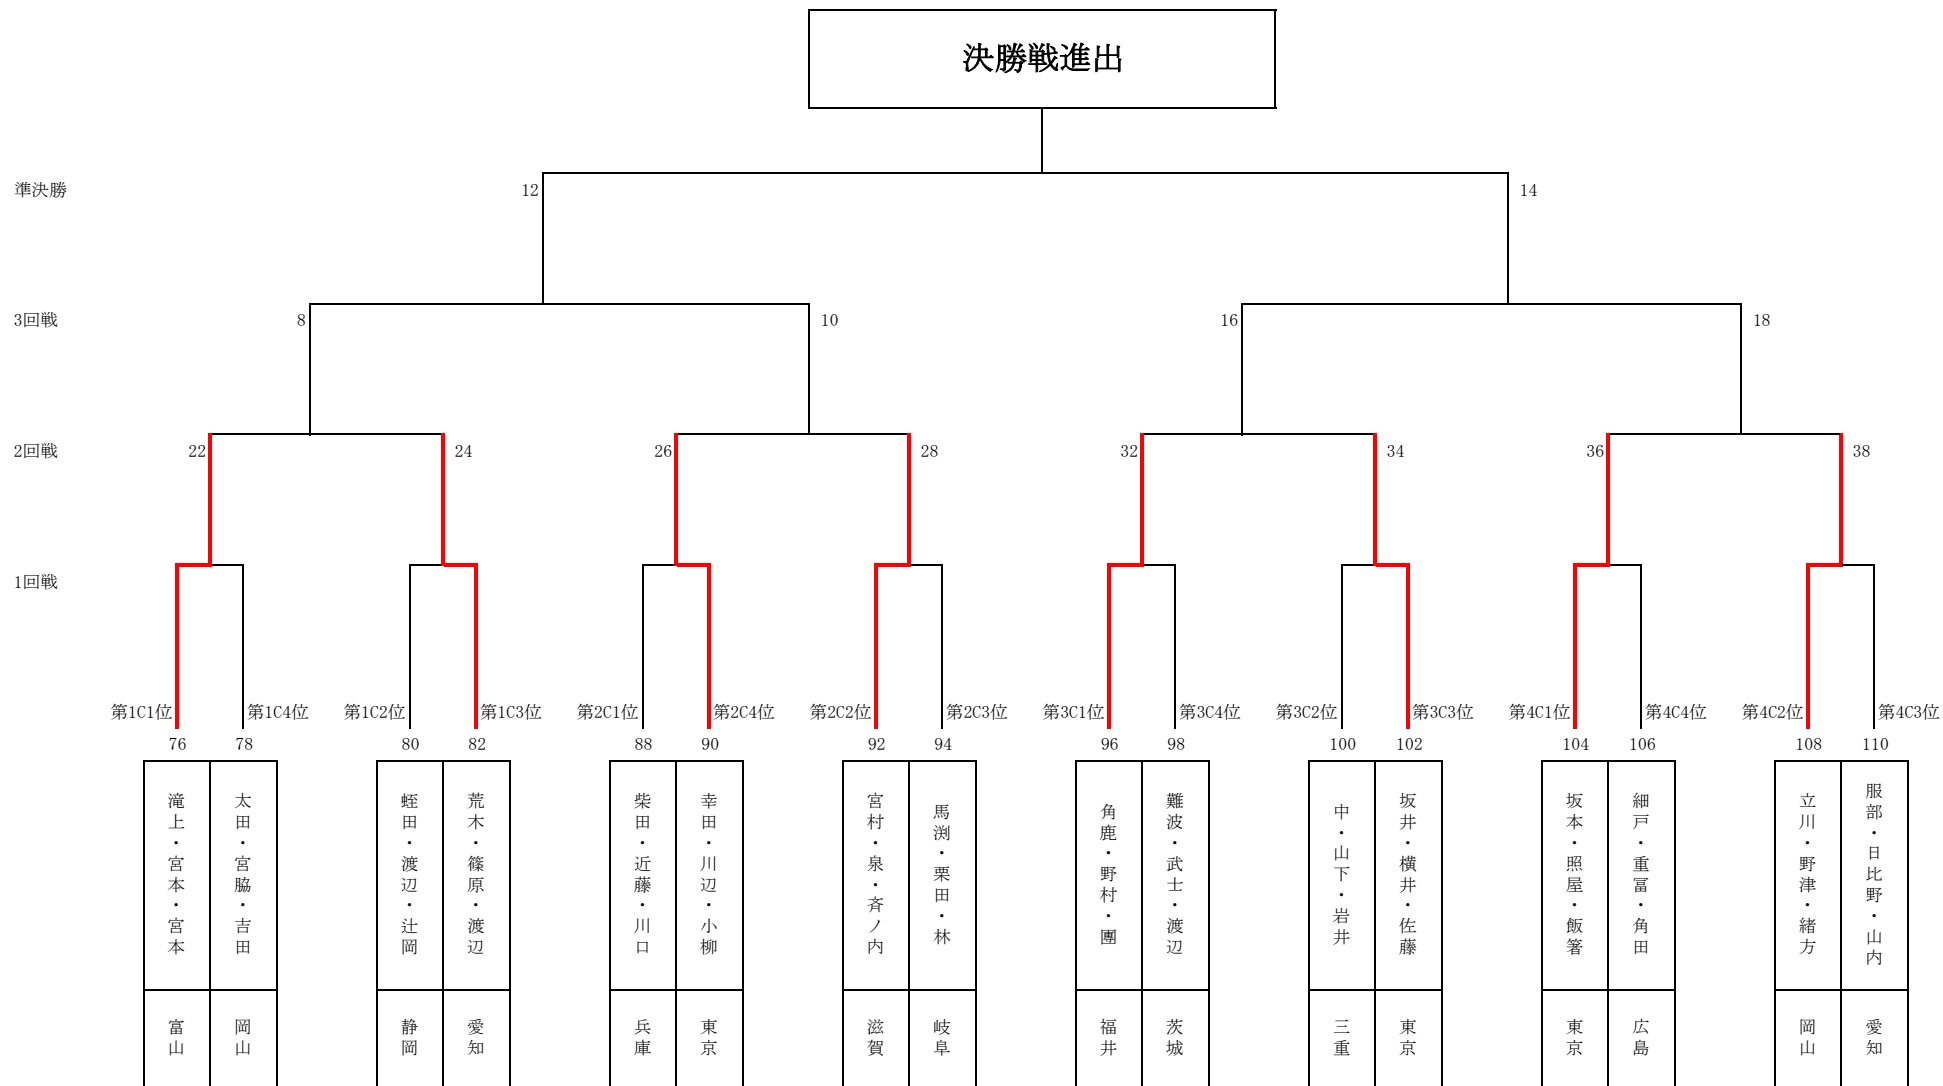 決勝戦進出
準決勝
12
14
3回戦
8
10
16
18
2回戦
22
24
26
28
32
34
36
38
1回戦
第1C1位
第1C4位
第1C2位
第1C3位
第2C1位
第2C4位
第2C2位
第2C3位
第3C1位
第3C4位
第3C2位
第3C3位
第4C1位
第4C4位
第4C2位
第4C3位
76
78
80
82
88
90
92
94
96
98
100
102
104
106
108
110
滝上・宮本・宮本
太田・宮脇・吉田
蛭田・渡辺・辻岡
荒木・篠原・渡辺
柴田・近藤・川口
幸田・川辺・小柳
宮村・泉・斉ノ内
馬渕・栗田・林
角鹿・野村・團
難波・武士・渡辺
中・山下・岩井
坂井・横井・佐藤
坂本・照屋・飯箸
細戸・重冨・角田
立川・野津・緒方
服部・日比野・山内
富山
岡山
静岡
愛知
兵庫
東京
滋賀
岐阜
福井
茨城
三重
東京
東京
広島
岡山
愛知